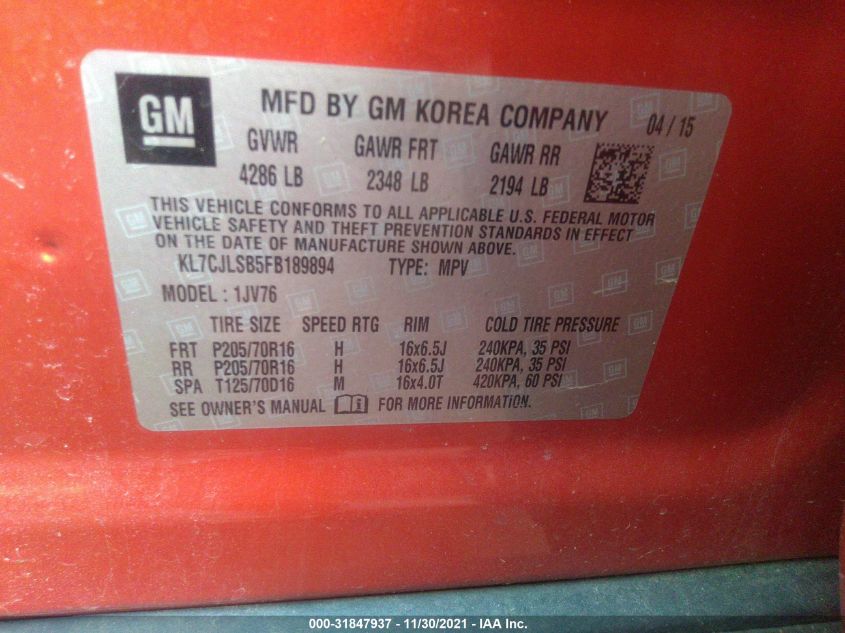 GM
MFD BY GM KOREA COMPANY 04 / 15
GVWR GAWR FRT GAWR RR
4286 LB 2348 LB 2194 LB
THIS VEHICLE CONFORMS TO ALL APPLICABLE U.S. FEDERAL MOTOR
VEHICLE SAFETY AND THEFT PREVENTION STANDARDS IN EFFECT
ON THE DATE OF MANUFACTURE SHOWN ABOVE.
KL7CJLSB5FB189894 TYPE: MPV
MODEL : 1JV76
TIRE SIZE SPEED RTG RIM COLD TIRE PRESSURE
FRT P205/70R16 H 16x6.5J 240KPA, 35 PSI
RR P205/70R16 H 16x6.5J 240KPA, 35 PSI
SPA T125/70D16 M 16x4.0T 420KPA, 60 PSI
SEE OWNER'S MANUAL FOR MORE INFORMATION.
000-31847937 - 11/30/2021 - IAA Inc.